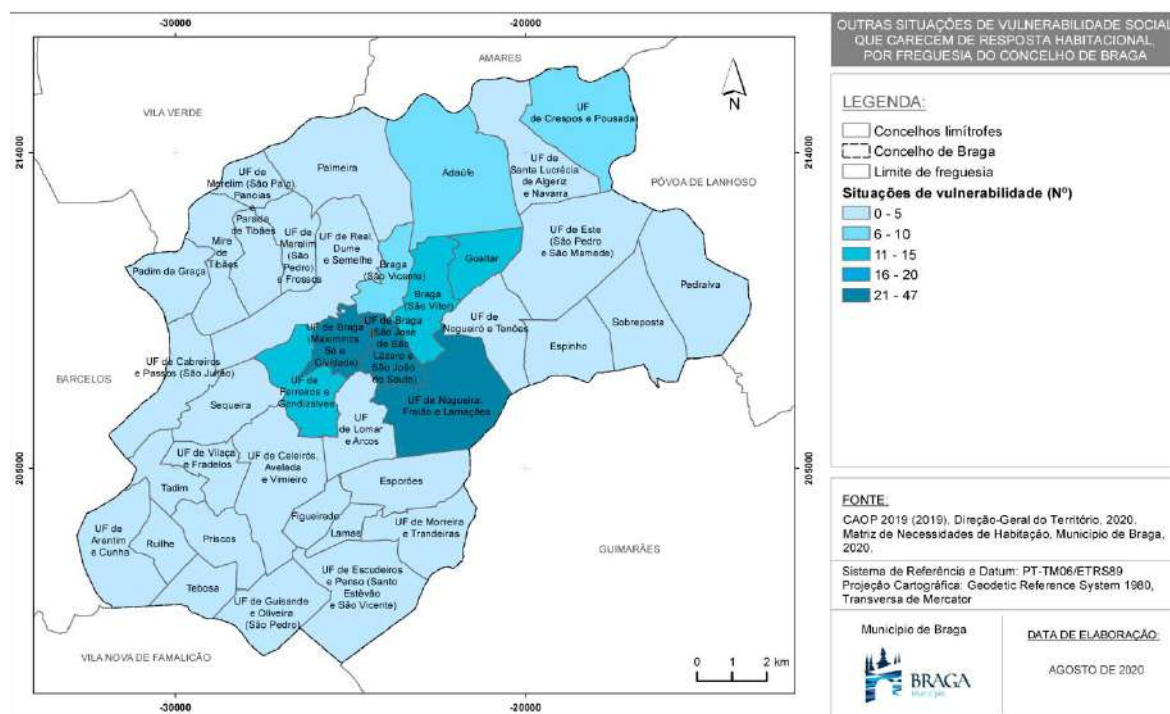 -30000
-20000
AMARES
VILA VERDE
N
214000
214000
UF
de Crespos e Pousada
Palmeira
Adaúfe
UF de
Santa Lucrécia
de Algeriz
e Navarra
PÓVOA DE LANHOSO
UF de
Merelim (São Paio),
Panoias
e
Parada
de Tibães
Mire
de
Tibães
UF de
Merelim
(São
Pedro)
e Frossos
UF de Real,
Dume
e Semelhe
Braga
(São Vicente)
Gualtar
UF de Este
(São Pedro
e São Mamede)
Padim da Graça
Braga
(São Vítor)
Pedralva
UF de
Nogueiró e Tenões
Sobreposta
Espinho
UF de Braga
(Maximinos,
Sé e
Cividade)
UF de Braga
(São José
de São
Lázaro e
São João
do Souto)
UF de Cabreiros
e Passos (São Julião)
BARCELOS
UF de
Ferreiros e
Gondizalves
UF de Nogueira,
Fraião e Lamaçães
Sequeira
UF
de Lomar
e Arcos
UF de Vilaça
e Fradelos
UF de Celeirós,
Aveleda
e Vimieiro
205000
205000
Esporões
Tadim
Figueiredo
UF de Morreira
e Trandeiras
Lamas
UF de
Arentim
e Cunha
Ruilhe
Priscos
GUIMARÃES
UF de Escudeiros
e Penso (Santo
Estêvão
e São Vicente)
Tebosa
UF de Guisande
e Oliveira
(São Pedro)
VILA NOVA DE FAMALICÃO
0 1 2 km
-30000
-20000
OUTRAS SITUAÇÕES DE VULNERABILIDADE SOCIAL
QUE CARECEM DE RESPOSTA HABITACIONAL,
POR FREGUESIA DO CONCELHO DE BRAGA
LEGENDA:
Concelhos limítrofes
Concelho de Braga
Limite de freguesia
Situações de vulnerabilidade (Nº)
0 - 5
6 - 10
11 - 15
16 - 20
21 - 47
FONTE:
CAOP 2019 (2019), Direção-Geral do Território, 2020.
Matriz de Necessidades de Habitação, Município de Braga,
2020.
Sistema de Referência e Datum: PT-TM06/ETRS89
Projeção Cartográfica: Geodetic Reference System 1980,
Transversa de Mercator
Município de Braga
BRAGA
Município
DATA DE ELABORAÇÃO:
AGOSTO DE 2020